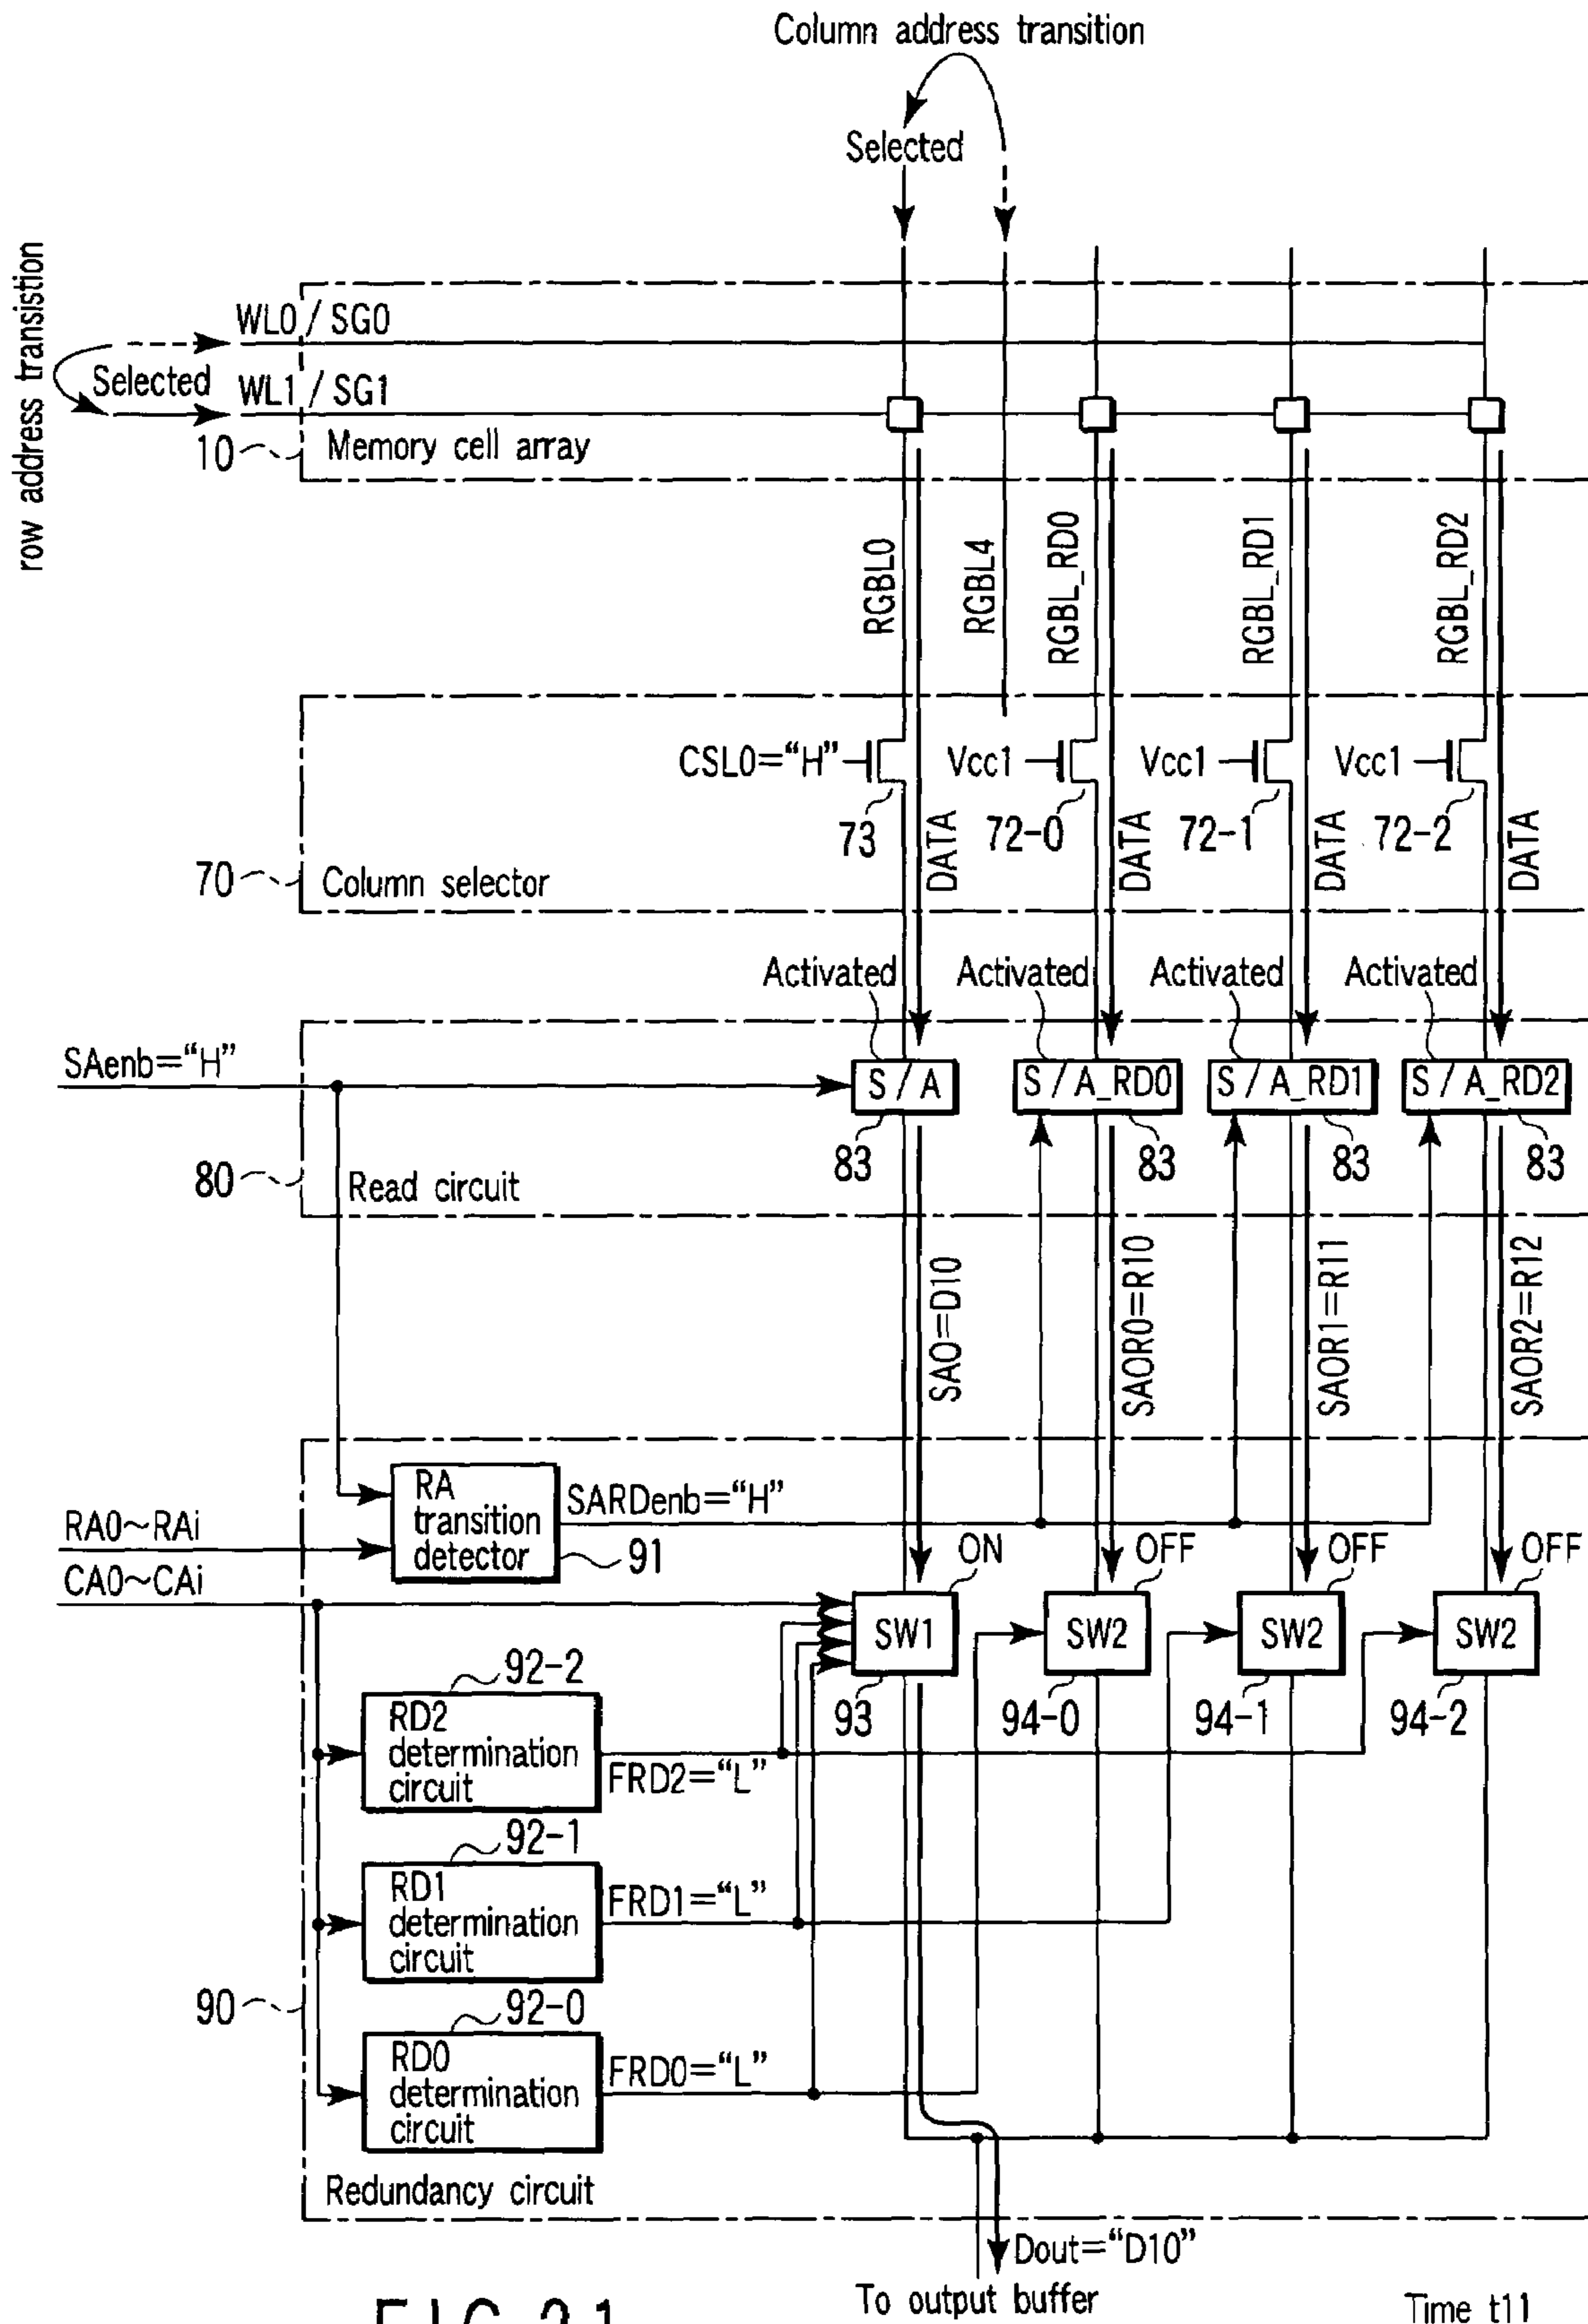 Column address transition
Selected
row address transistion
WL0 / SG0
Selected
WL1 / SG1
10
Memory cell array
RGBL0
RGBL4
RGBL_RD0
RGBL_RD1
RGBL_RD2
CSL0="H"
Vcc1
Vcc1
Vcc1
73
72-0
72-1
72-2
DATA
DATA
DATA
DATA
70
Column selector
Activated
Activated
Activated
Activated
SAenb="H"
S / A
S / A_RD0
S / A_RD1
S / A_RD2
83
83
83
83
80
Read circuit
SAO=D10
SAOR0=R10
SAOR1=R11
SAOR2=R12
RA
transition
detector
SARDenb="H"
RA0~RAi
91
CA0~CAi
ON
OFF
OFF
OFF
SW1
SW2
SW2
SW2
93
94-0
94-1
94-2
92-2
RD2
determination
circuit
FRD2="L"
92-1
RD1
determination
circuit
FRD1="L"
90
92-0
RD0
determination
circuit
FRD0="L"
Redundancy circuit
Dout="D10"
To output buffer
FIG.21
Time t11